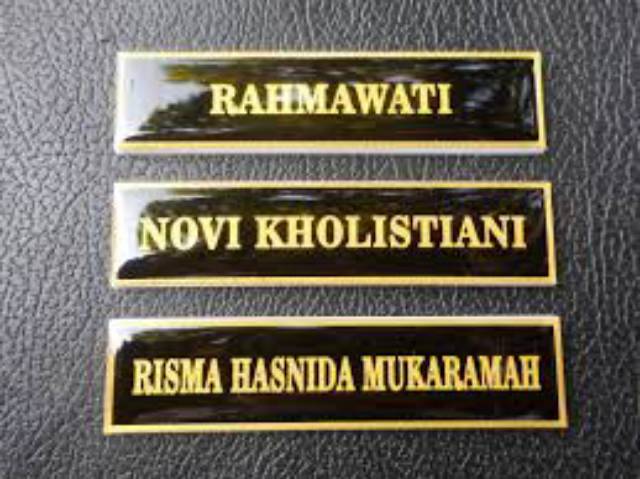 RAHMAWATI
NOVI KHOLISTIANI
RISMA HASNIDA MUKARAMAH